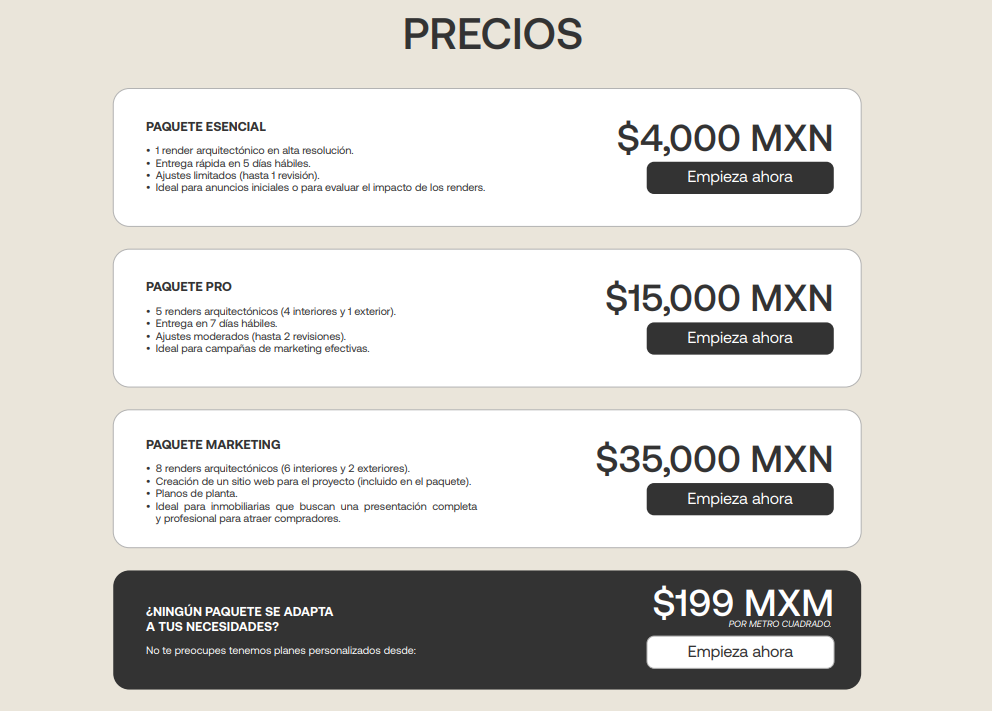 PRECIOS
PAQUETE ESENCIAL
• 1 render arquitectónico en alta resolución.
• Entrega rápida en 5 días hábiles.
• Ajustes limitados (hasta 1 revisión).
• Ideal para anuncios iniciales o para evaluar el impacto de los renders.
$4,000 MXN
Empieza ahora
PAQUETE PRO
• 5 renders arquitectónicos (4 interiores y 1 exterior).
• Entrega en 7 días hábiles.
• Ajustes moderados (hasta 2 revisiones).
• Ideal para campañas de marketing efectivas.
$15,000 MXN
Empieza ahora
PAQUETE MARKETING
• 8 renders arquitectónicos (6 interiores y 2 exteriores).
• Creación de un sitio web para el proyecto (incluido en el paquete).
• Planos de planta.
• Ideal para inmobiliarias que buscan una presentación completa
y profesional para atraer compradores.
$35,000 MXN
Empieza ahora
¿NINGÚN PAQUETE SE ADAPTA
A TUS NECESIDADES?
No te preocupes tenemos planes personalizados desde:
$199 MXM
POR METRO CUADRADO.
Empieza ahora